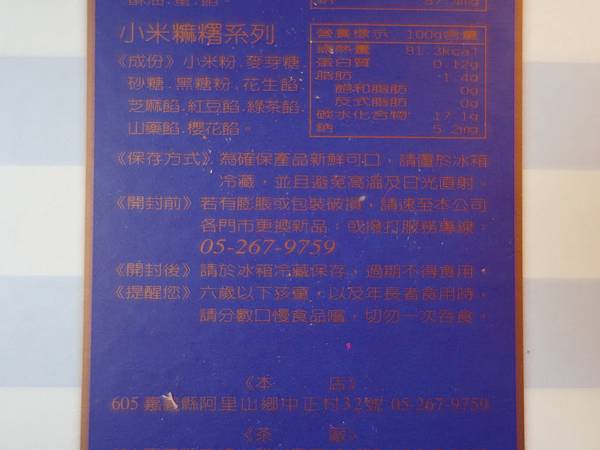 酥油.蛋.餡。
鈉 87.3mg
小米麻糬系列
《成份》小米粉.麥芽糖.
砂糖.黑糖粉.花生餡.
芝麻餡.紅豆餡.綠茶餡.
山藥餡.櫻花餡。
營養標示 100g含量
總熱量 81.3kcal
蛋白質 0.12g
脂肪 1.4g
飽和脂肪 0g
反式脂肪 0g
碳水化合物 17.1g
鈉 5.2mg
《保存方式》為確保產品新鮮可口，請置於冰箱
冷藏，並且避免高溫及日光直射。
《開封前》若有膨脹或包裝破損，請速至本公司
各門市更換新品，或撥打服務專線：
05-267-9759
《開封後》請於冰箱冷藏保存，過期不得食用。
《提醒您》六歲以下孩童，以及年長者食用時，
請分數口慢食品嚐，切勿一次吞食。
《本 店》
605 嘉義縣阿里山鄉中正村32號 05-267-9759
《茶 廠》